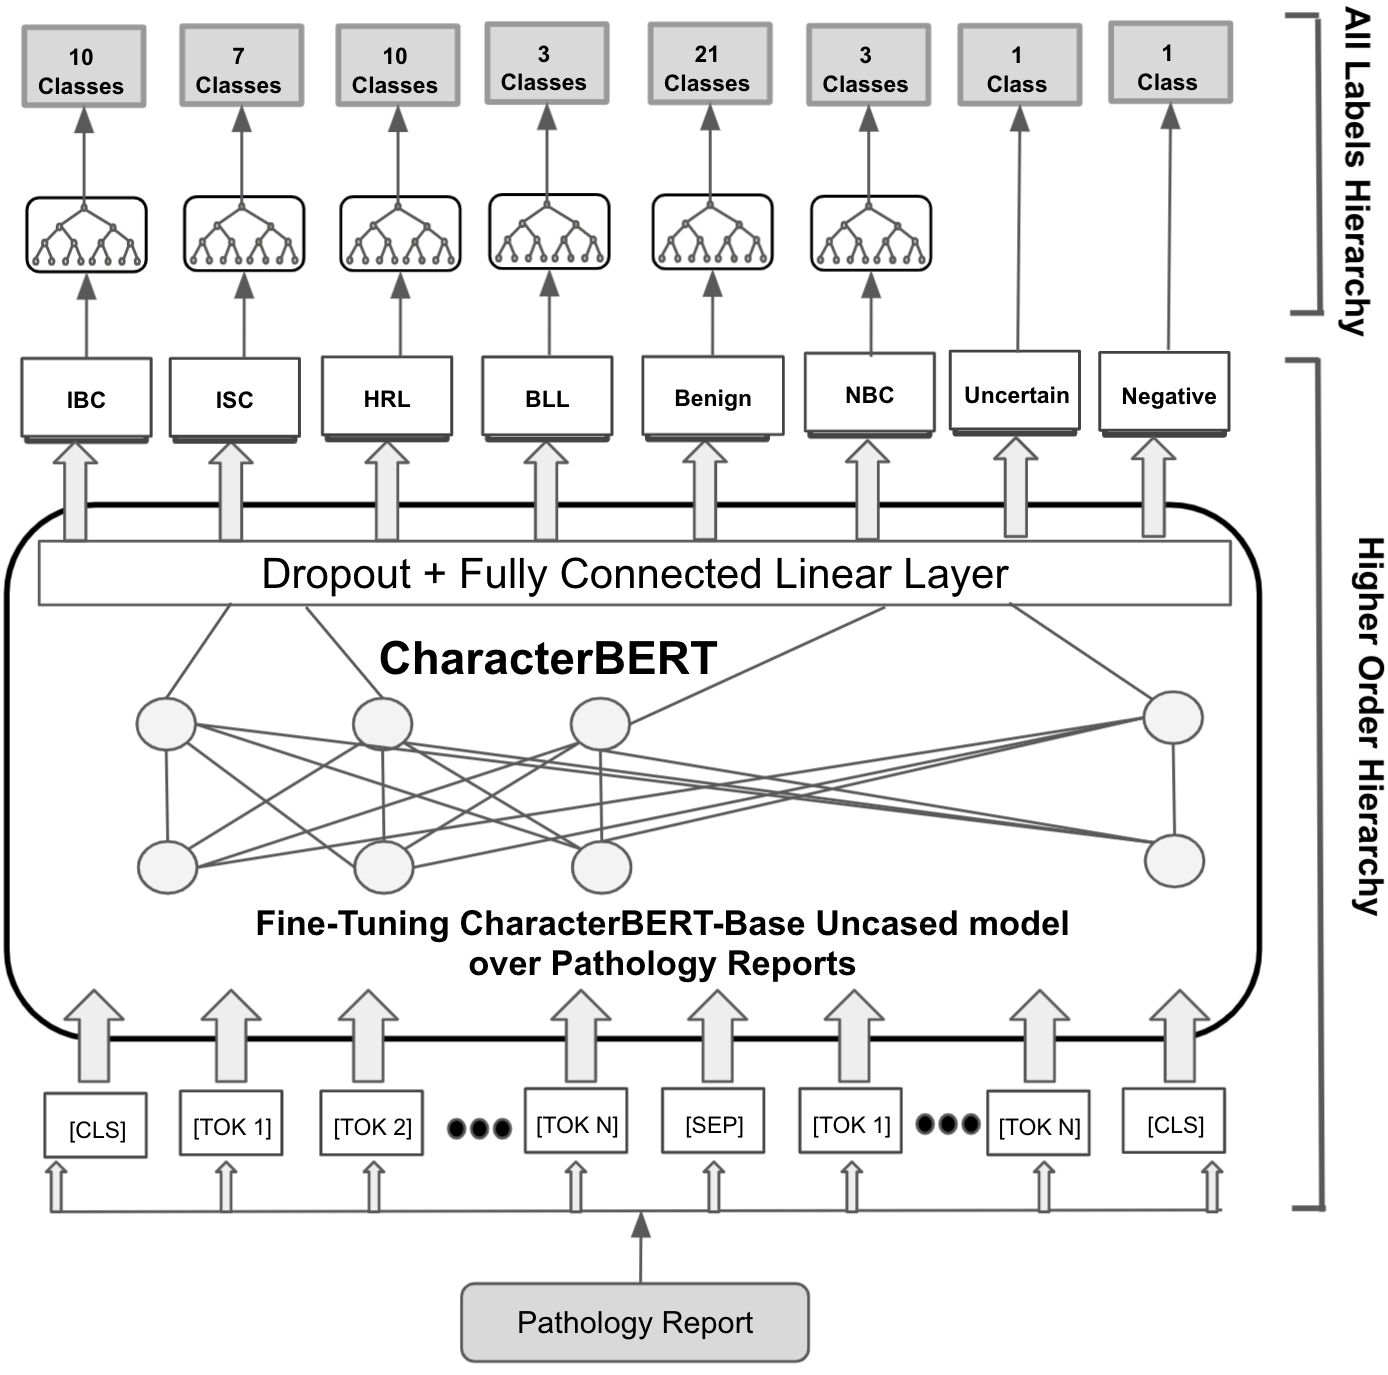 10
Classes
7
Classes
10
Classes
3
Classes
21
Classes
3
Classes
1
Class
1
Class
All Labels Hierarchy
IBC
ISC
HRL
BLL
Benign
NBC
Uncertain
Negative
Dropout + Fully Connected Linear Layer
CharacterBERT
Fine-Tuning CharacterBERT-Base Uncased model
over Pathology Reports
Higher Order Hierarchy
[CLS]
[TOK 1]
[TOK 2]
[TOK N]
[SEP]
[TOK 1]
[TOK N]
[CLS]
Pathology Report